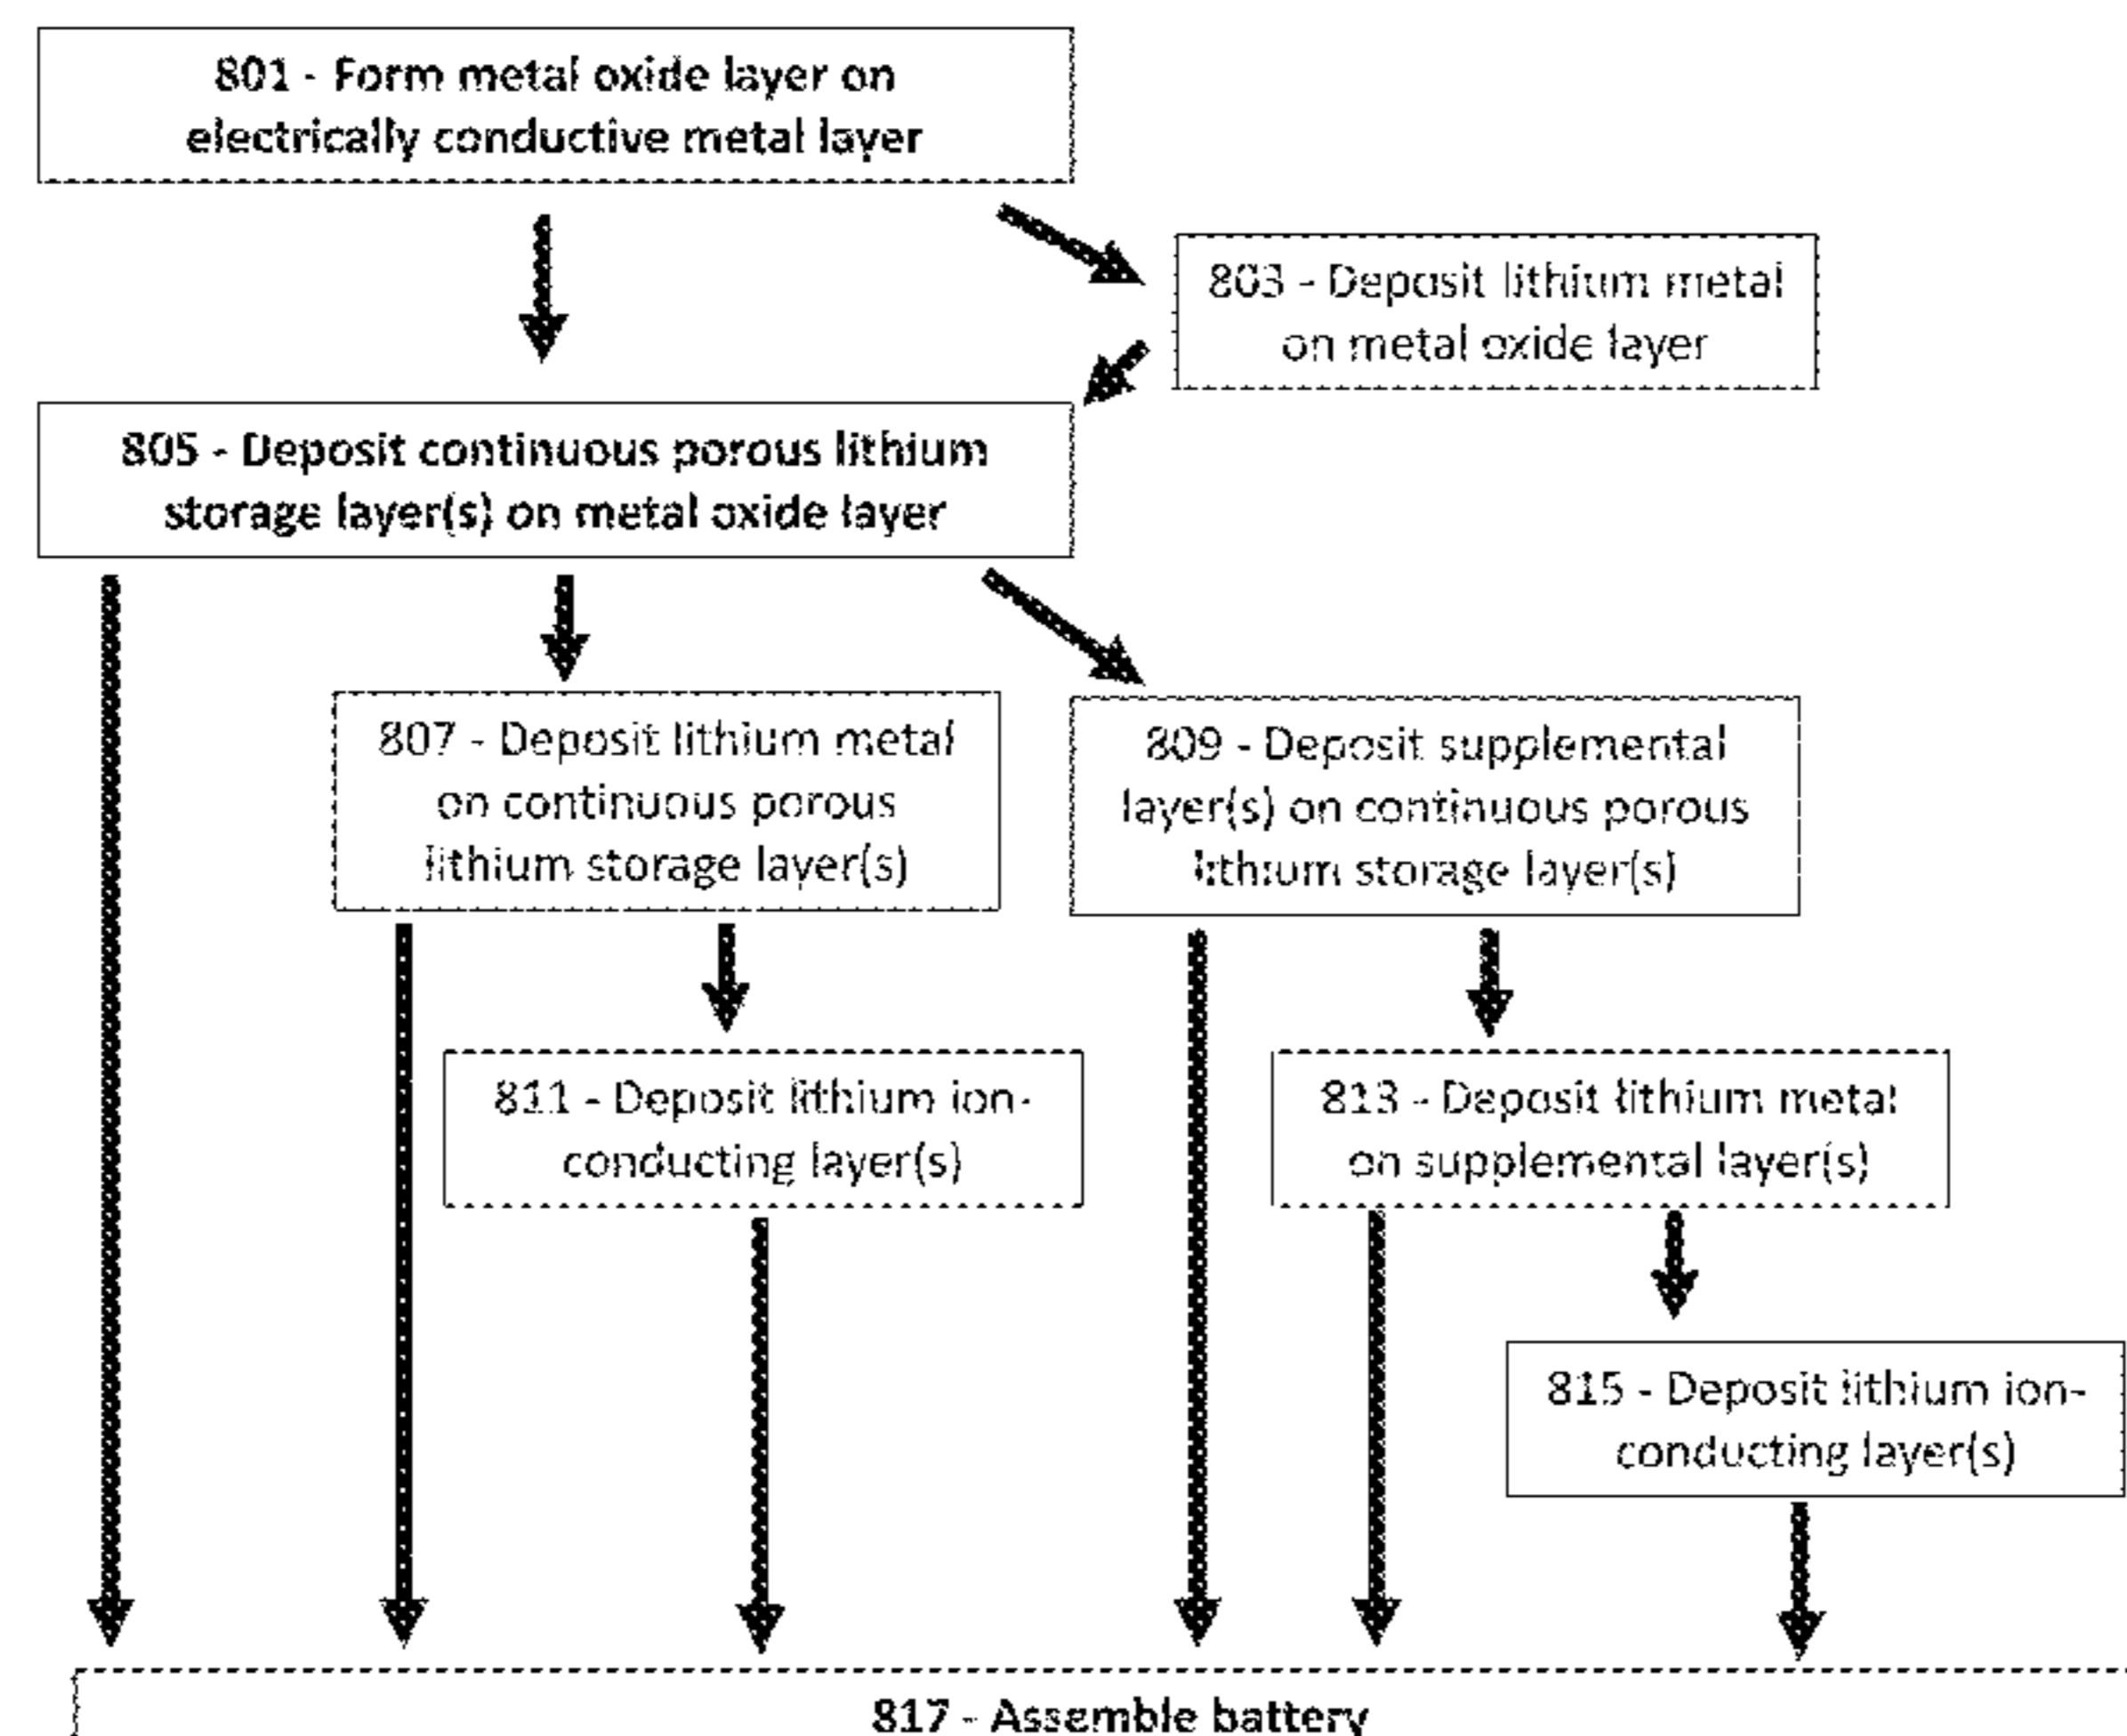 801 - Form metal oxide layer on
electrically conductive metal layer
803 - Deposit lithium metal
on metal oxide layer
805 - Deposit continuous porous lithium
storage layer(s) on metal oxide layer
807 - Deposit lithium metal
on continuous porous
lithium storage layer(s)
809 - Deposit supplemental
layer(s) on continuous porous
lithium storage layer(s)
811 - Deposit lithium ion-
conducting layer(s)
813 - Deposit lithium metal
on supplemental layer(s)
815 - Deposit lithium ion-
conducting layer(s)
817 - Assemble battery